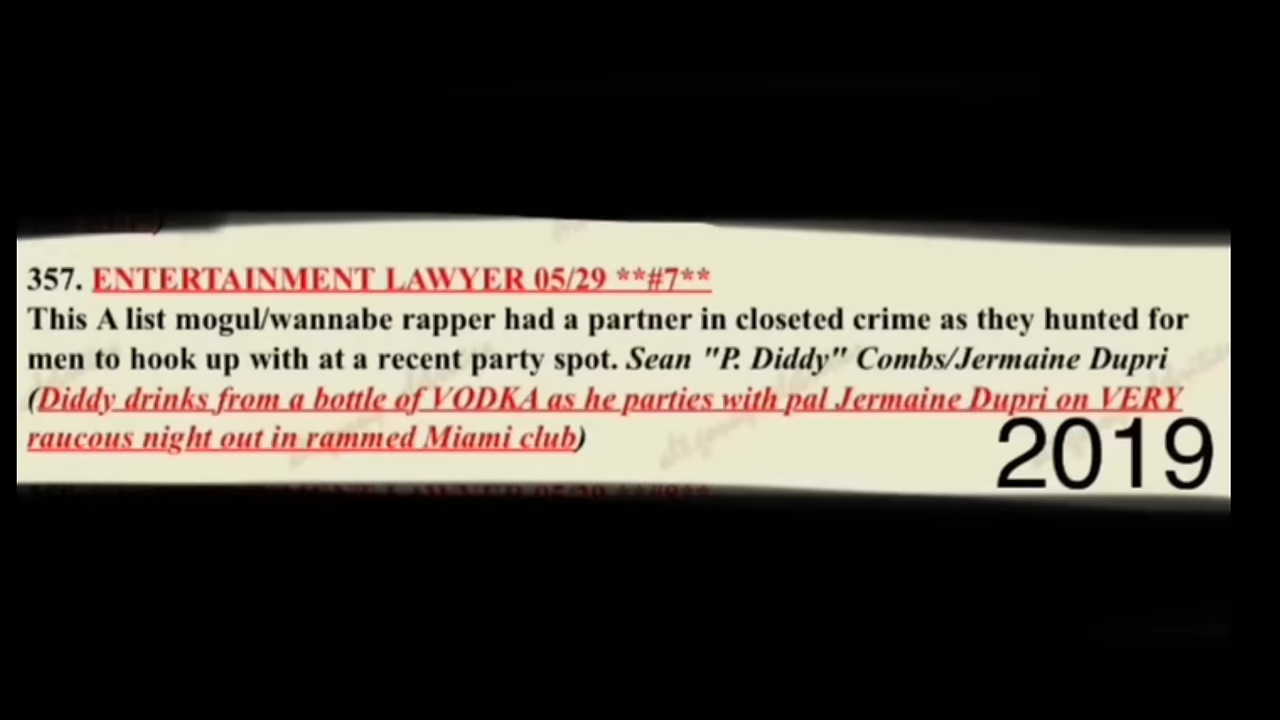 357. ENTERTAINMENT LAWYER 05/29 **#7**
This A list mogul/wannabe rapper had a partner in closeted crime as they hunted for
men to hook up with at a recent party spot. Sean "P. Diddy" Combs/Jermaine Dupri
(Diddy drinks from a bottle of VODKA as he parties with pal Jermaine Dupri on VERY
raucous night out in rammed Miami club)
2019